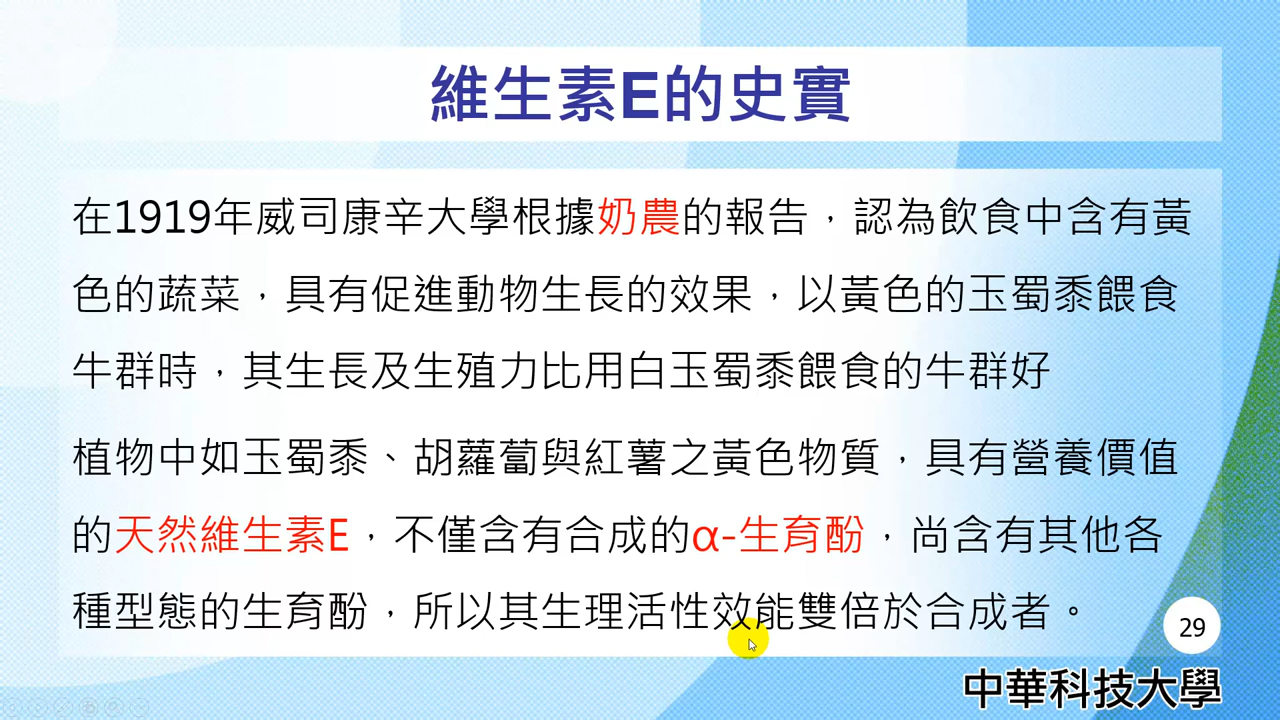 維生素E的史實
在1919年威司康辛大學根據奶農的報告，認為飲食中含有黃
色的蔬菜，具有促進動物生長的效果，以黃色的玉蜀黍餵食
牛群時，其生長及生殖力比用白玉蜀黍餵食的牛群好
植物中如玉蜀黍、胡蘿蔔與紅薯之黃色物質，具有營養價值
的天然維生素E，不僅含有合成的α-生育酚，尚含有其他各
種型態的生育酚，所以其生理活性效能雙倍於合成者。
29
中華科技大學